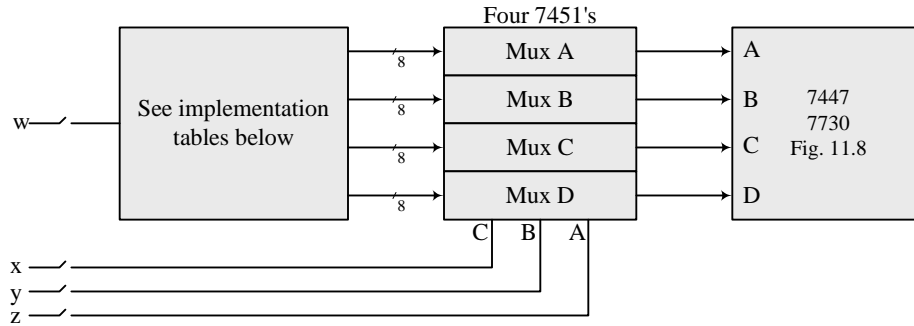 Four 7451's
See implementation
tables below
w
8
8
8
8
Mux A
Mux B
Mux C
Mux D
A
B
C
D
7447
7730
Fig. 11.8
C B A
x
y
z